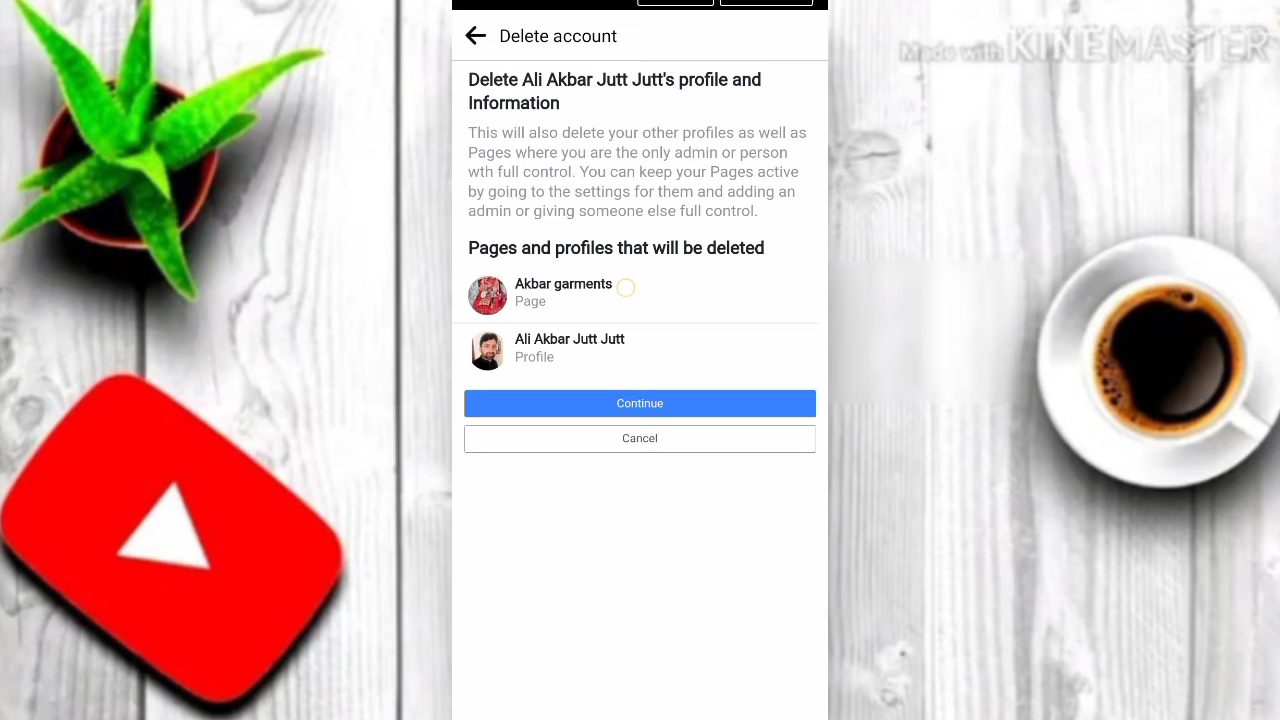 Made with KINEMASTER
Delete account
Delete Ali Akbar Jutt Jutt's profile and
Information
This will also delete your other profiles as well as
Pages where you are the only admin or person
wth full control. You can keep your Pages active
by going to the settings for them and adding an
admin or giving someone else full control.
Pages and profiles that will be deleted
Akbar garments
Page
Ali Akbar Jutt Jutt
Profile
Continue
Cancel